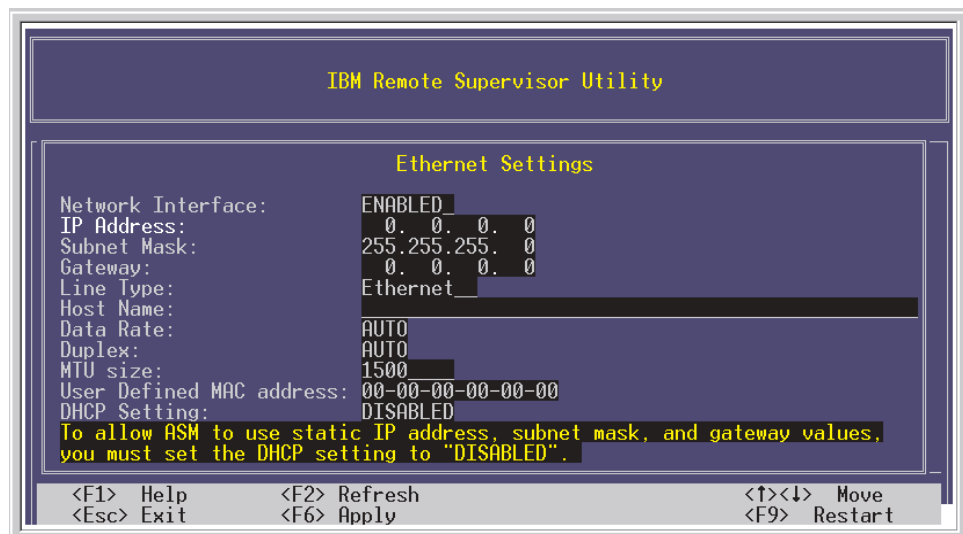 IBM Remote Supervisor Utility
Ethernet Settings
Network Interface: ENABLED_
IP Address: 0. 0. 0. 0
Subnet Mask: 255.255.255. 0
Gateway: 0. 0. 0. 0
Line Type: Ethernet__
Host Name:
Data Rate: AUTO
Duplex: AUTO
MTU size: 1500____
User Defined MAC address: 00-00-00-00-00-00
DHCP Setting: DISABLED
To allow ASM to use static IP address, subnet mask, and gateway values,
you must set the DHCP setting to "DISABLED".
<F1> Help <F2> Refresh <↑><↓> Move
<Esc> Exit <F6> Apply <F9> Restart